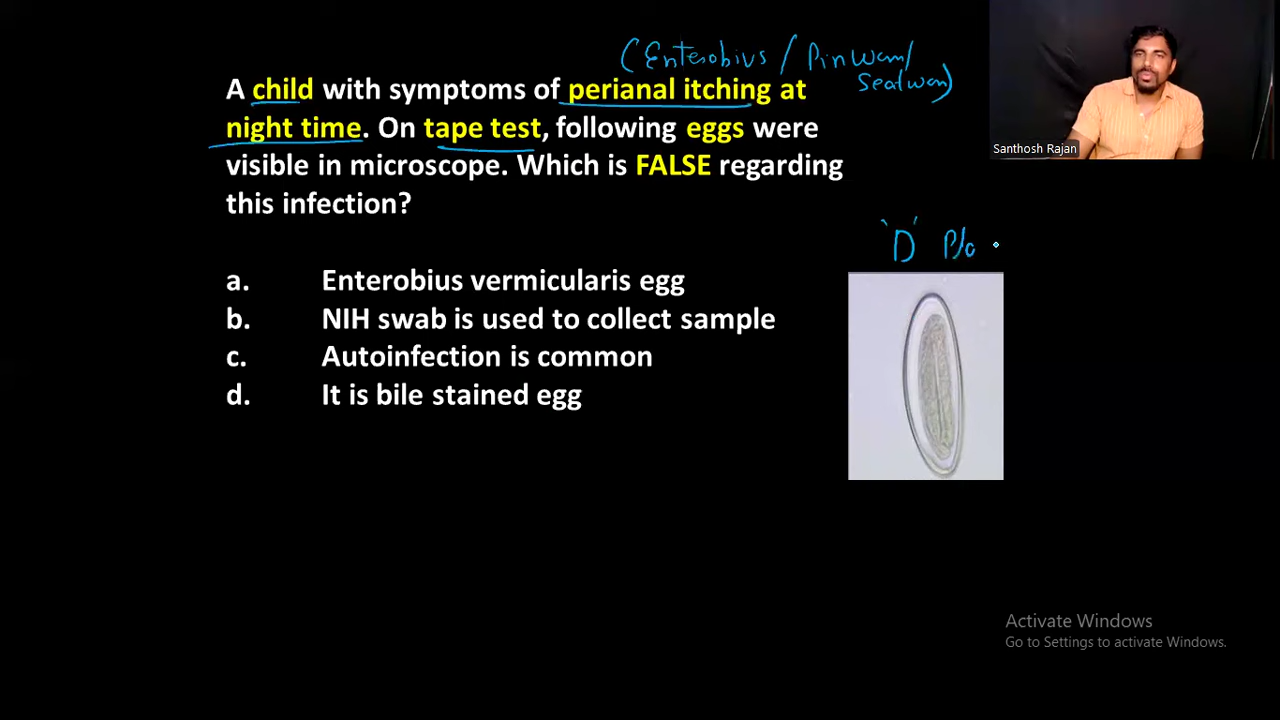 (Enterobius / Pinworm/
Seatworm)
A child with symptoms of perianal itching at
night time. On tape test, following eggs were
visible in microscope. Which is FALSE regarding
this infection?
Santhosh Rajan
'D' P/c
a. Enterobius vermicularis egg
b. NIH swab is used to collect sample
c. Autoinfection is common
d. It is bile stained egg
Activate Windows
Go to Settings to activate Windows.